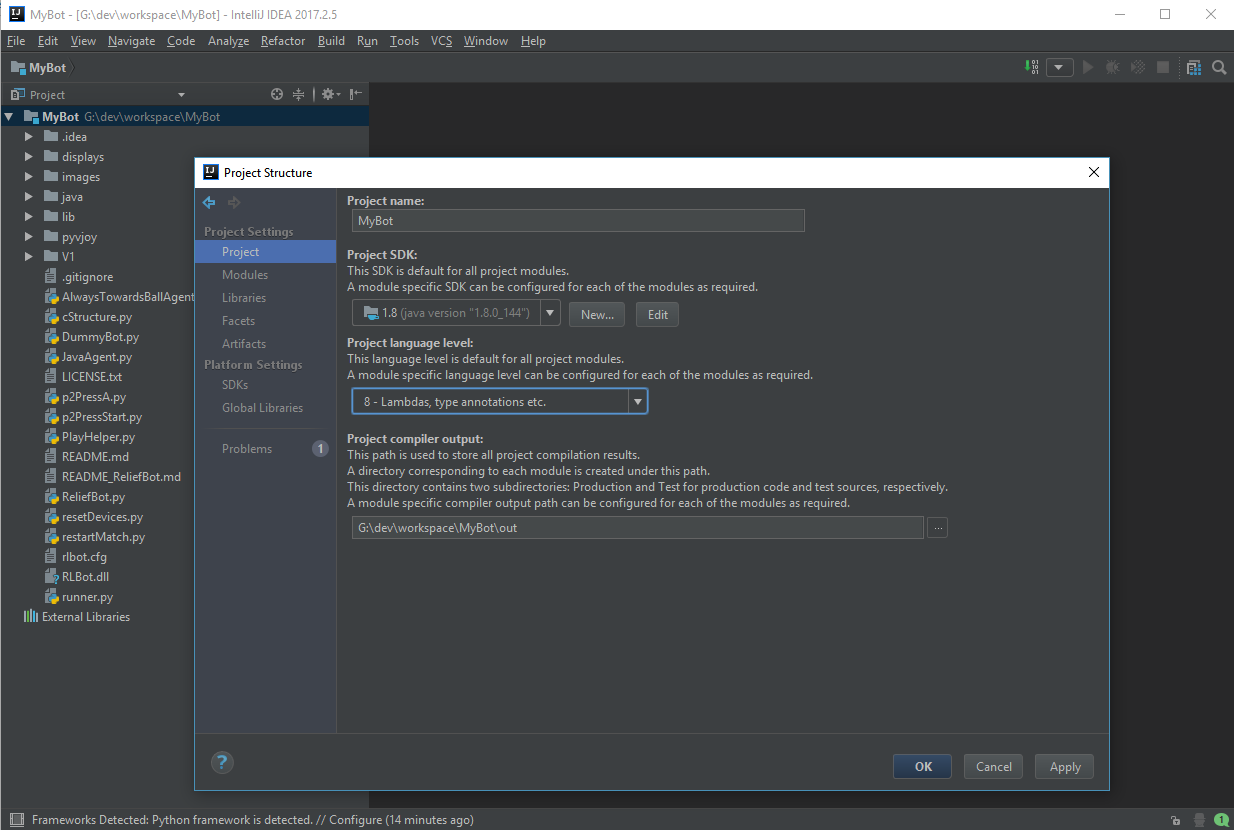 MyBot - [G:\dev\workspace\MyBot] - IntelliJ IDEA 2017.2.5
File Edit View Navigate Code Analyze Refactor Build Run Tools VCS Window Help
MyBot
Project
MyBot G:\dev\workspace\MyBot
.idea
displays
images
java
lib
pyvjoy
V1
.gitignore
AlwaysTowardsBallAgent
cStructure.py
DummyBot.py
JavaAgent.py
LICENSE.txt
p2PressA.py
p2PressStart.py
PlayHelper.py
README.md
README_ReliefBot.md
ReliefBot.py
resetDevices.py
restartMatch.py
rlbot.cfg
RLBot.dll
runner.py
External Libraries
Project Structure
Project Settings
Project
Modules
Libraries
Facets
Artifacts
Platform Settings
SDKs
Global Libraries
Problems 1
Project name:
MyBot
Project SDK:
This SDK is default for all project modules.
A module specific SDK can be configured for each of the modules as required.
1.8 (java version "1.8.0_144") New... Edit
Project language level:
This language level is default for all project modules.
A module specific language level can be configured for each of the modules as required.
8 - Lambdas, type annotations etc.
Project compiler output:
This path is used to store all project compilation results.
A directory corresponding to each module is created under this path.
This directory contains two subdirectories: Production and Test for production code and test sources, respectively.
A module specific compiler output path can be configured for each of the modules as required.
G:\dev\workspace\MyBot\out ...
? OK Cancel Apply
Frameworks Detected: Python framework is detected. // Configure (14 minutes ago) 1